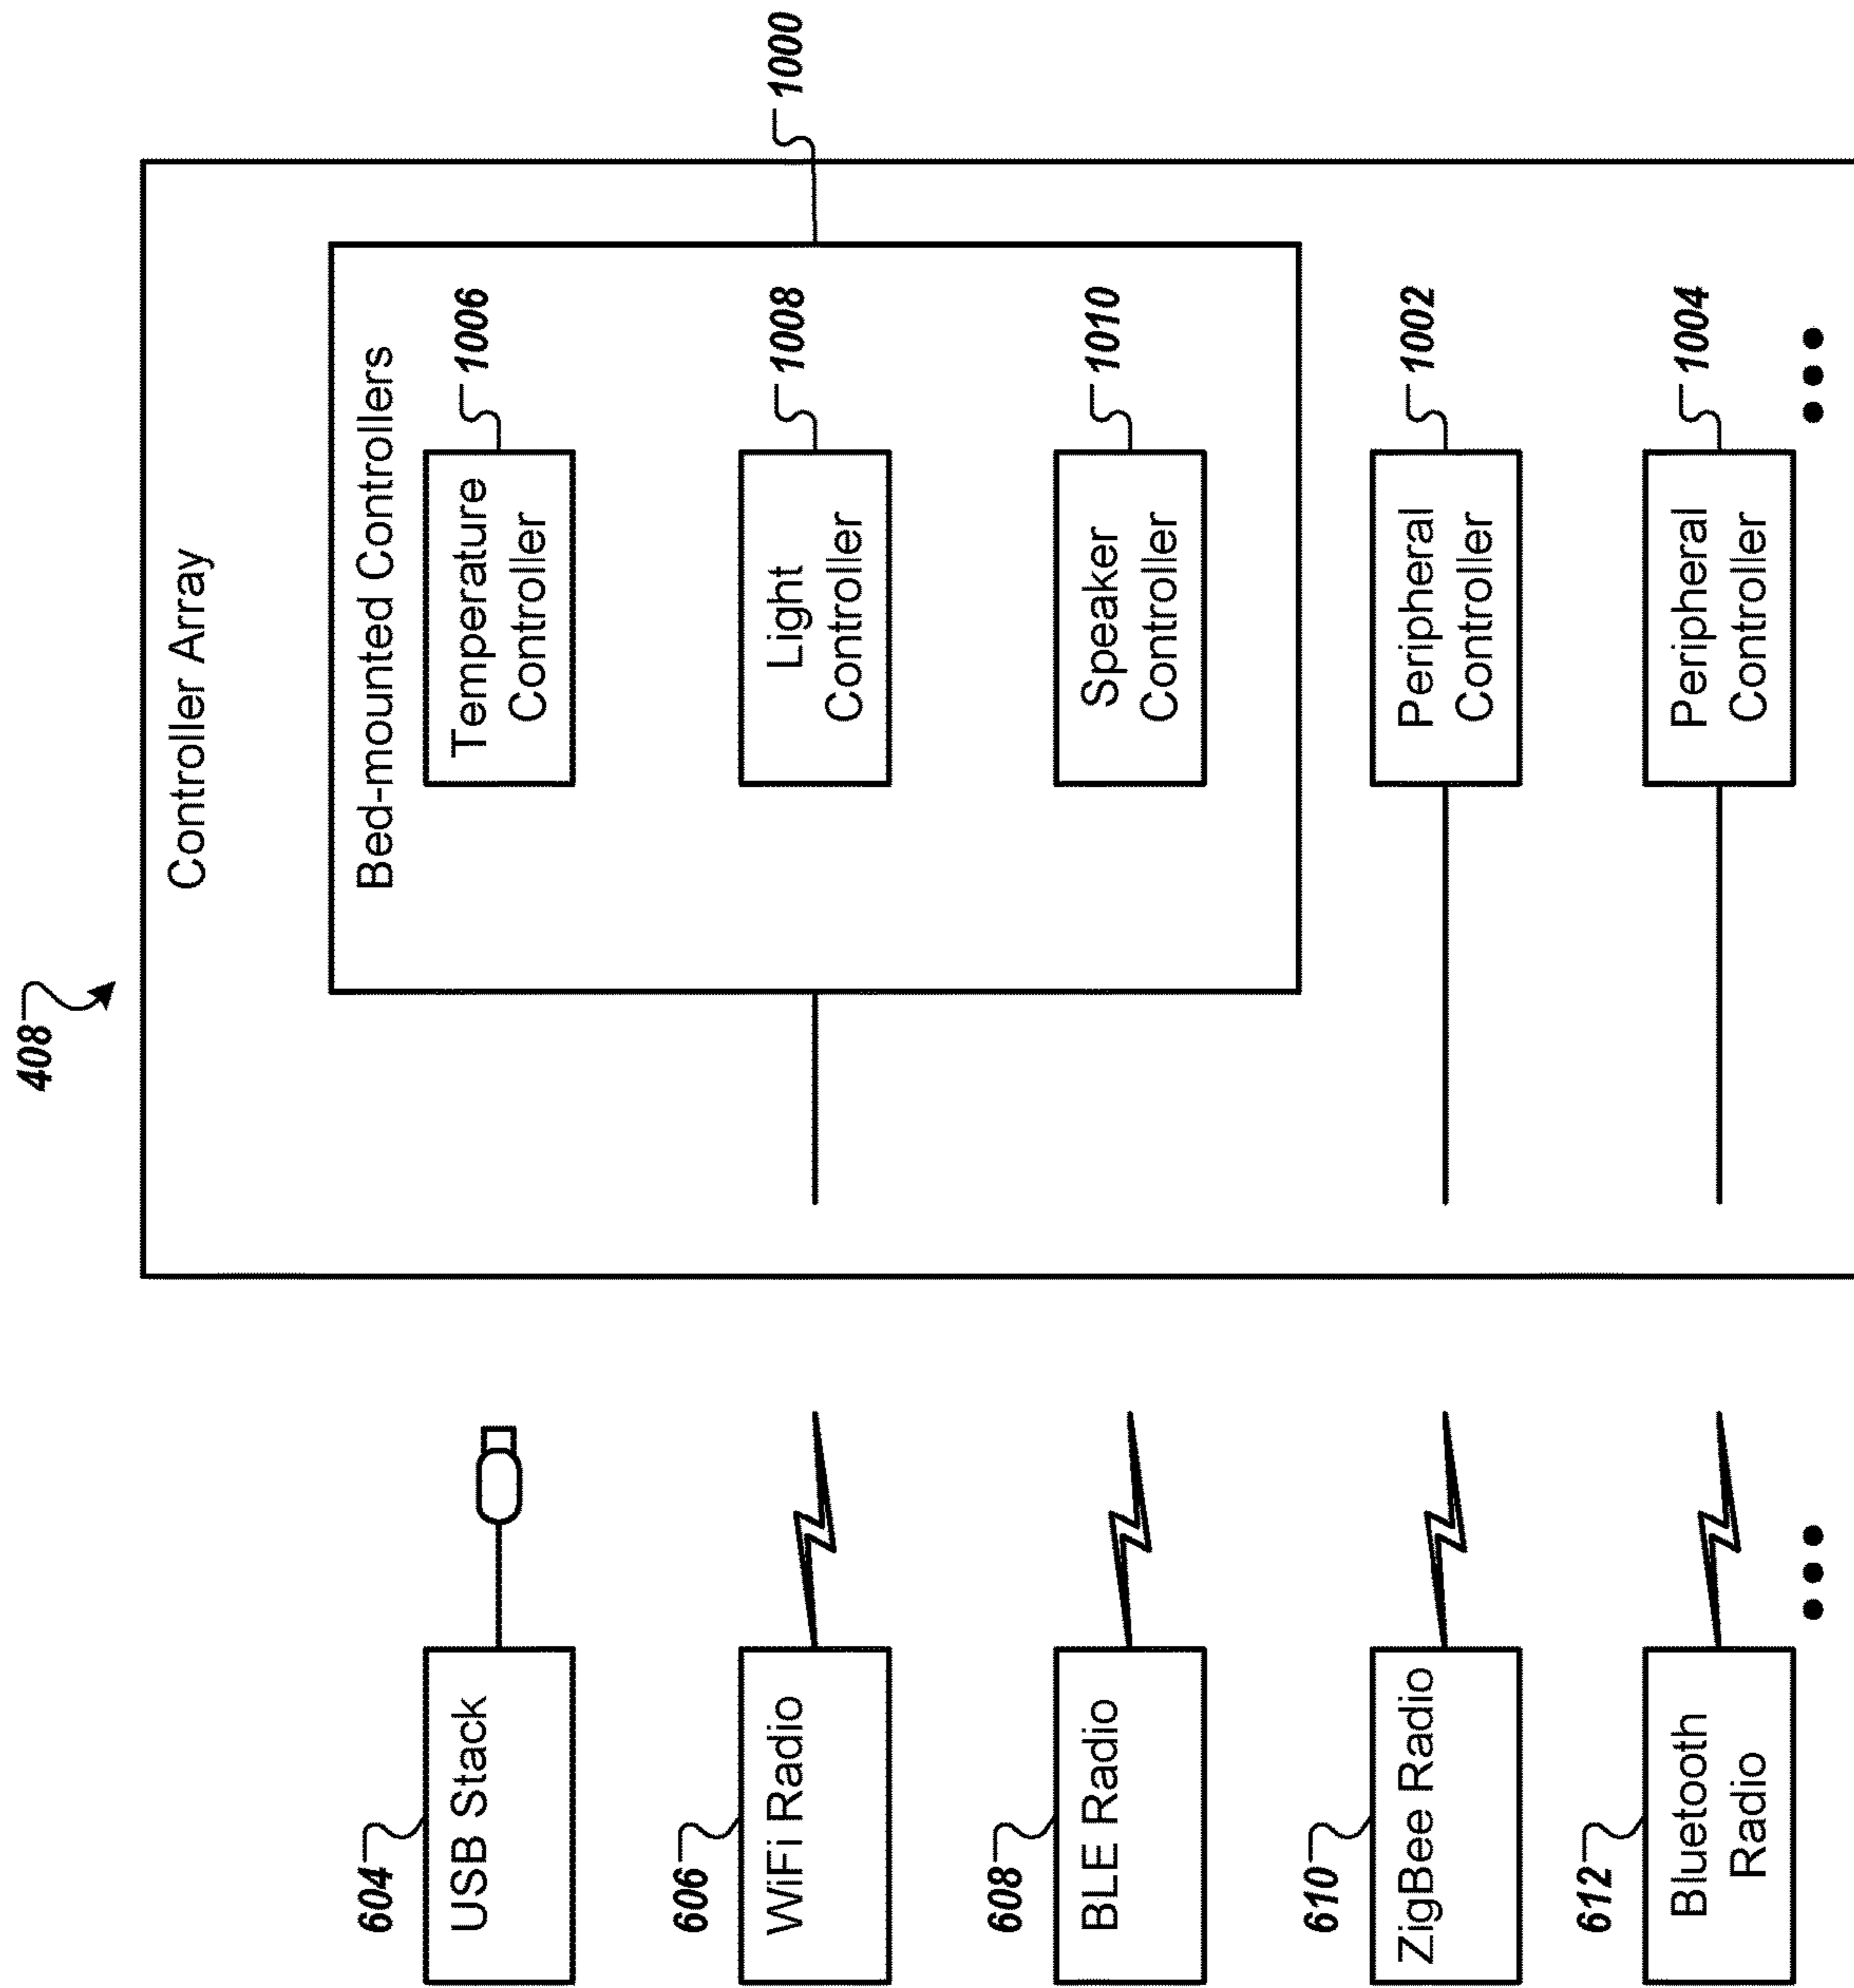 408
Controller Array
Bed-mounted Controllers
1000
604
USB Stack
Temperature
Controller
1006
606
WiFi Radio
Light
Controller
1008
608
BLE Radio
Speaker
Controller
1010
610
ZigBee Radio
Peripheral
Controller
1002
612
Bluetooth
Radio
Peripheral
Controller
1004